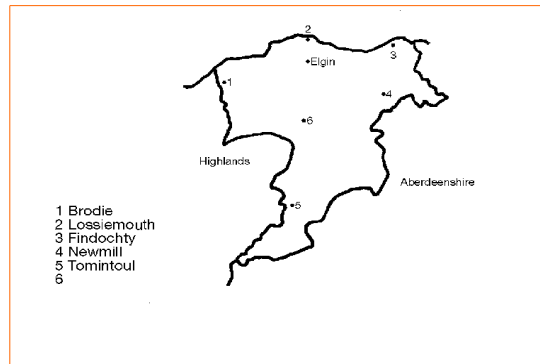 2
Elgin
3
1
4
6
Highlands
Aberdeenshire
5
1 Brodie
2 Lossiemouth
3 Findochty
4 Newmill
5 Tomintoul
6